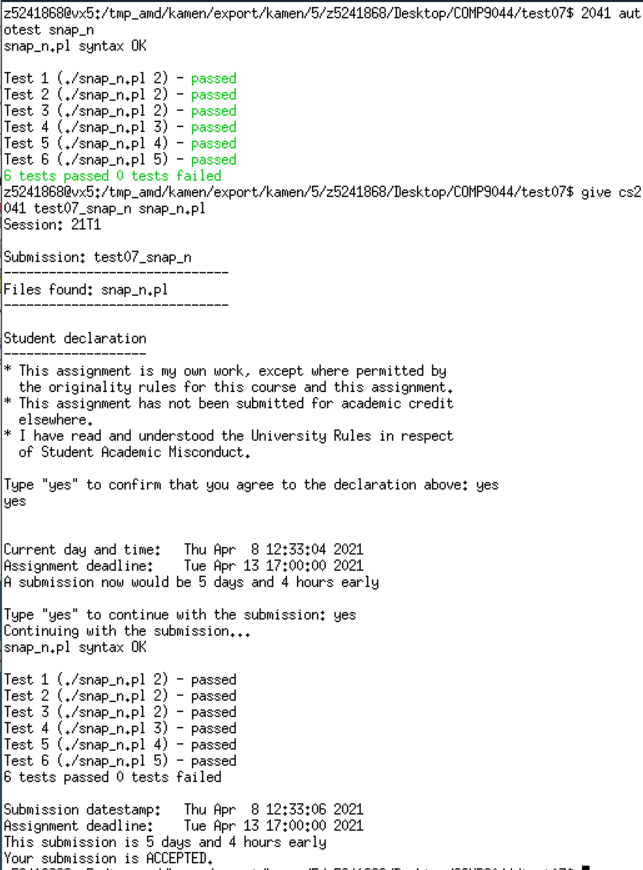 z5241868@vx5:/tmp_amd/kamen/export/kamen/5/z5241868/Desktop/COMP9044/test07$ 2041 aut
otest snap_n
snap_n.pl syntax OK
Test 1 (./snap_n.pl 2) - passed
Test 2 (./snap_n.pl 2) - passed
Test 3 (./snap_n.pl 2) - passed
Test 4 (./snap_n.pl 3) - passed
Test 5 (./snap_n.pl 4) - passed
Test 6 (./snap_n.pl 5) - passed
6 tests passed 0 tests failed
z5241868@vx5:/tmp_amd/kamen/export/kamen/5/z5241868/Desktop/COMP9044/test07$ give cs2
041 test07_snap_n snap_n.pl
Session: 21T1
Submission: test07_snap_n
------------------------------
Files found: snap_n.pl
------------------------------
Student declaration
-------------------
* This assignment is my own work, except where permitted by
the originality rules for this course and this assignment.
* This assignment has not been submitted for academic credit
elsewhere.
* I have read and understood the University Rules in respect
of Student Academic Misconduct.
Type "yes" to confirm that you agree to the declaration above: yes
yes
Current day and time: Thu Apr 8 12:33:04 2021
Assignment deadline: Tue Apr 13 17:00:00 2021
A submission now would be 5 days and 4 hours early
Type "yes" to continue with the submission: yes
Continuing with the submission...
snap_n.pl syntax OK
Test 1 (./snap_n.pl 2) - passed
Test 2 (./snap_n.pl 2) - passed
Test 3 (./snap_n.pl 2) - passed
Test 4 (./snap_n.pl 3) - passed
Test 5 (./snap_n.pl 4) - passed
Test 6 (./snap_n.pl 5) - passed
6 tests passed 0 tests failed
Submission datestamp: Thu Apr 8 12:33:06 2021
Assignment deadline: Tue Apr 13 17:00:00 2021
This submission is 5 days and 4 hours early
Your submission is ACCEPTED.